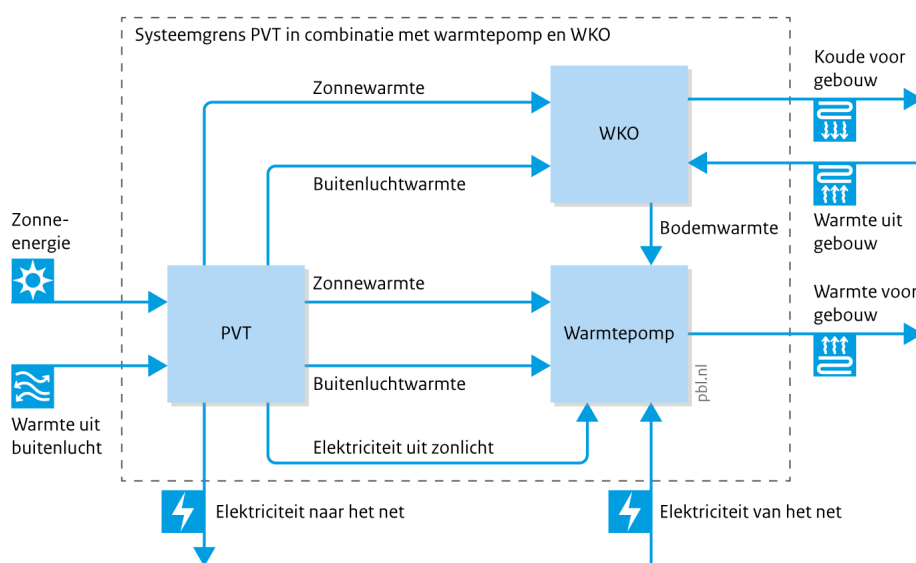 Systeemgrens PVT in combinatie met warmtepomp en WKO
Koude voor
gebouw
Zonnewarmte
WKO
Buitenluchtwarmte
Warmte uit
gebouw
Bodemwarmte
Zonne-
energie
Zonnewarmte
Warmte voor
gebouw
PVT
Warmtepomp
Buitenluchtwarmte
pbl.nl
Warmte uit
buitenlucht
Elektriciteit uit zonlicht
Elektriciteit naar het net
Elektriciteit van het net